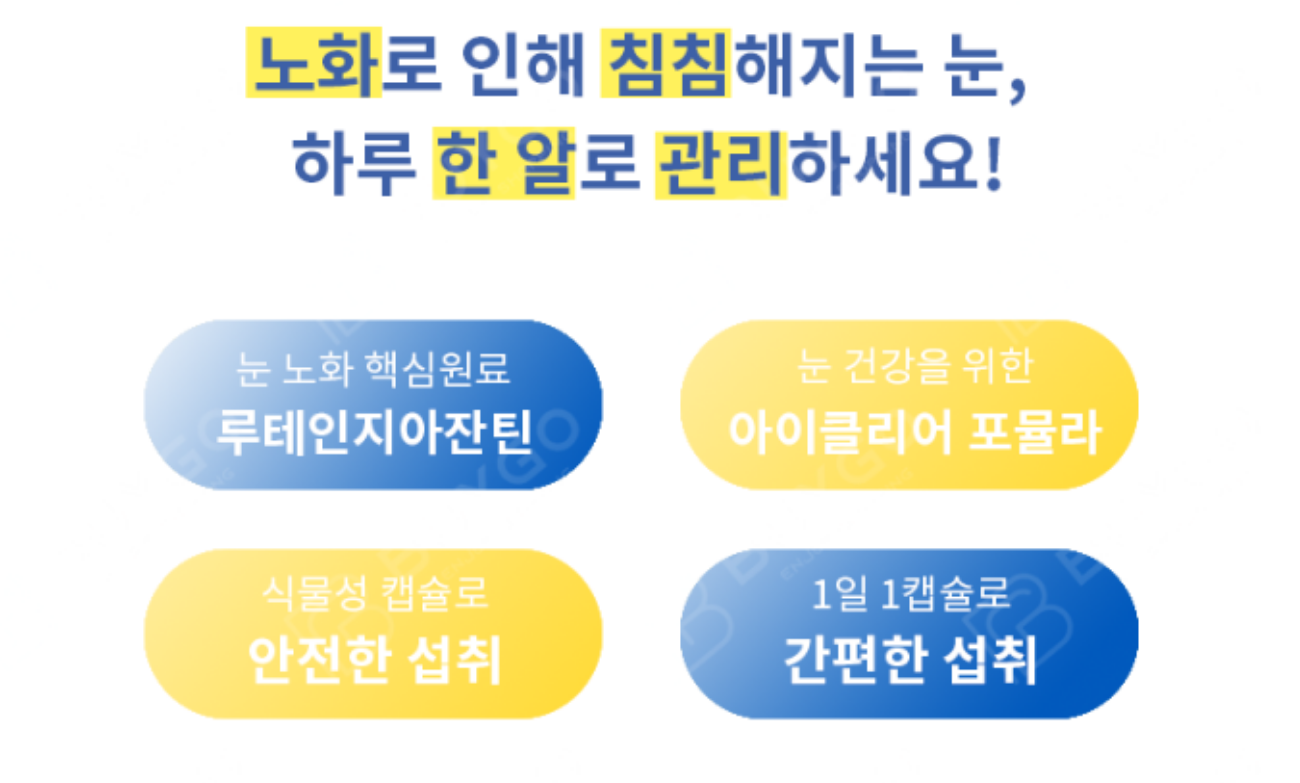 노화로 인해 침침해지는 눈,
하루 한 알로 관리하세요!
눈 노화 핵심원료
루테인지아잔틴
눈 건강을 위한
아이클리어 포뮬라
식물성 캡슐로
안전한 섭취
1일 1캡슐로
간편한 섭취